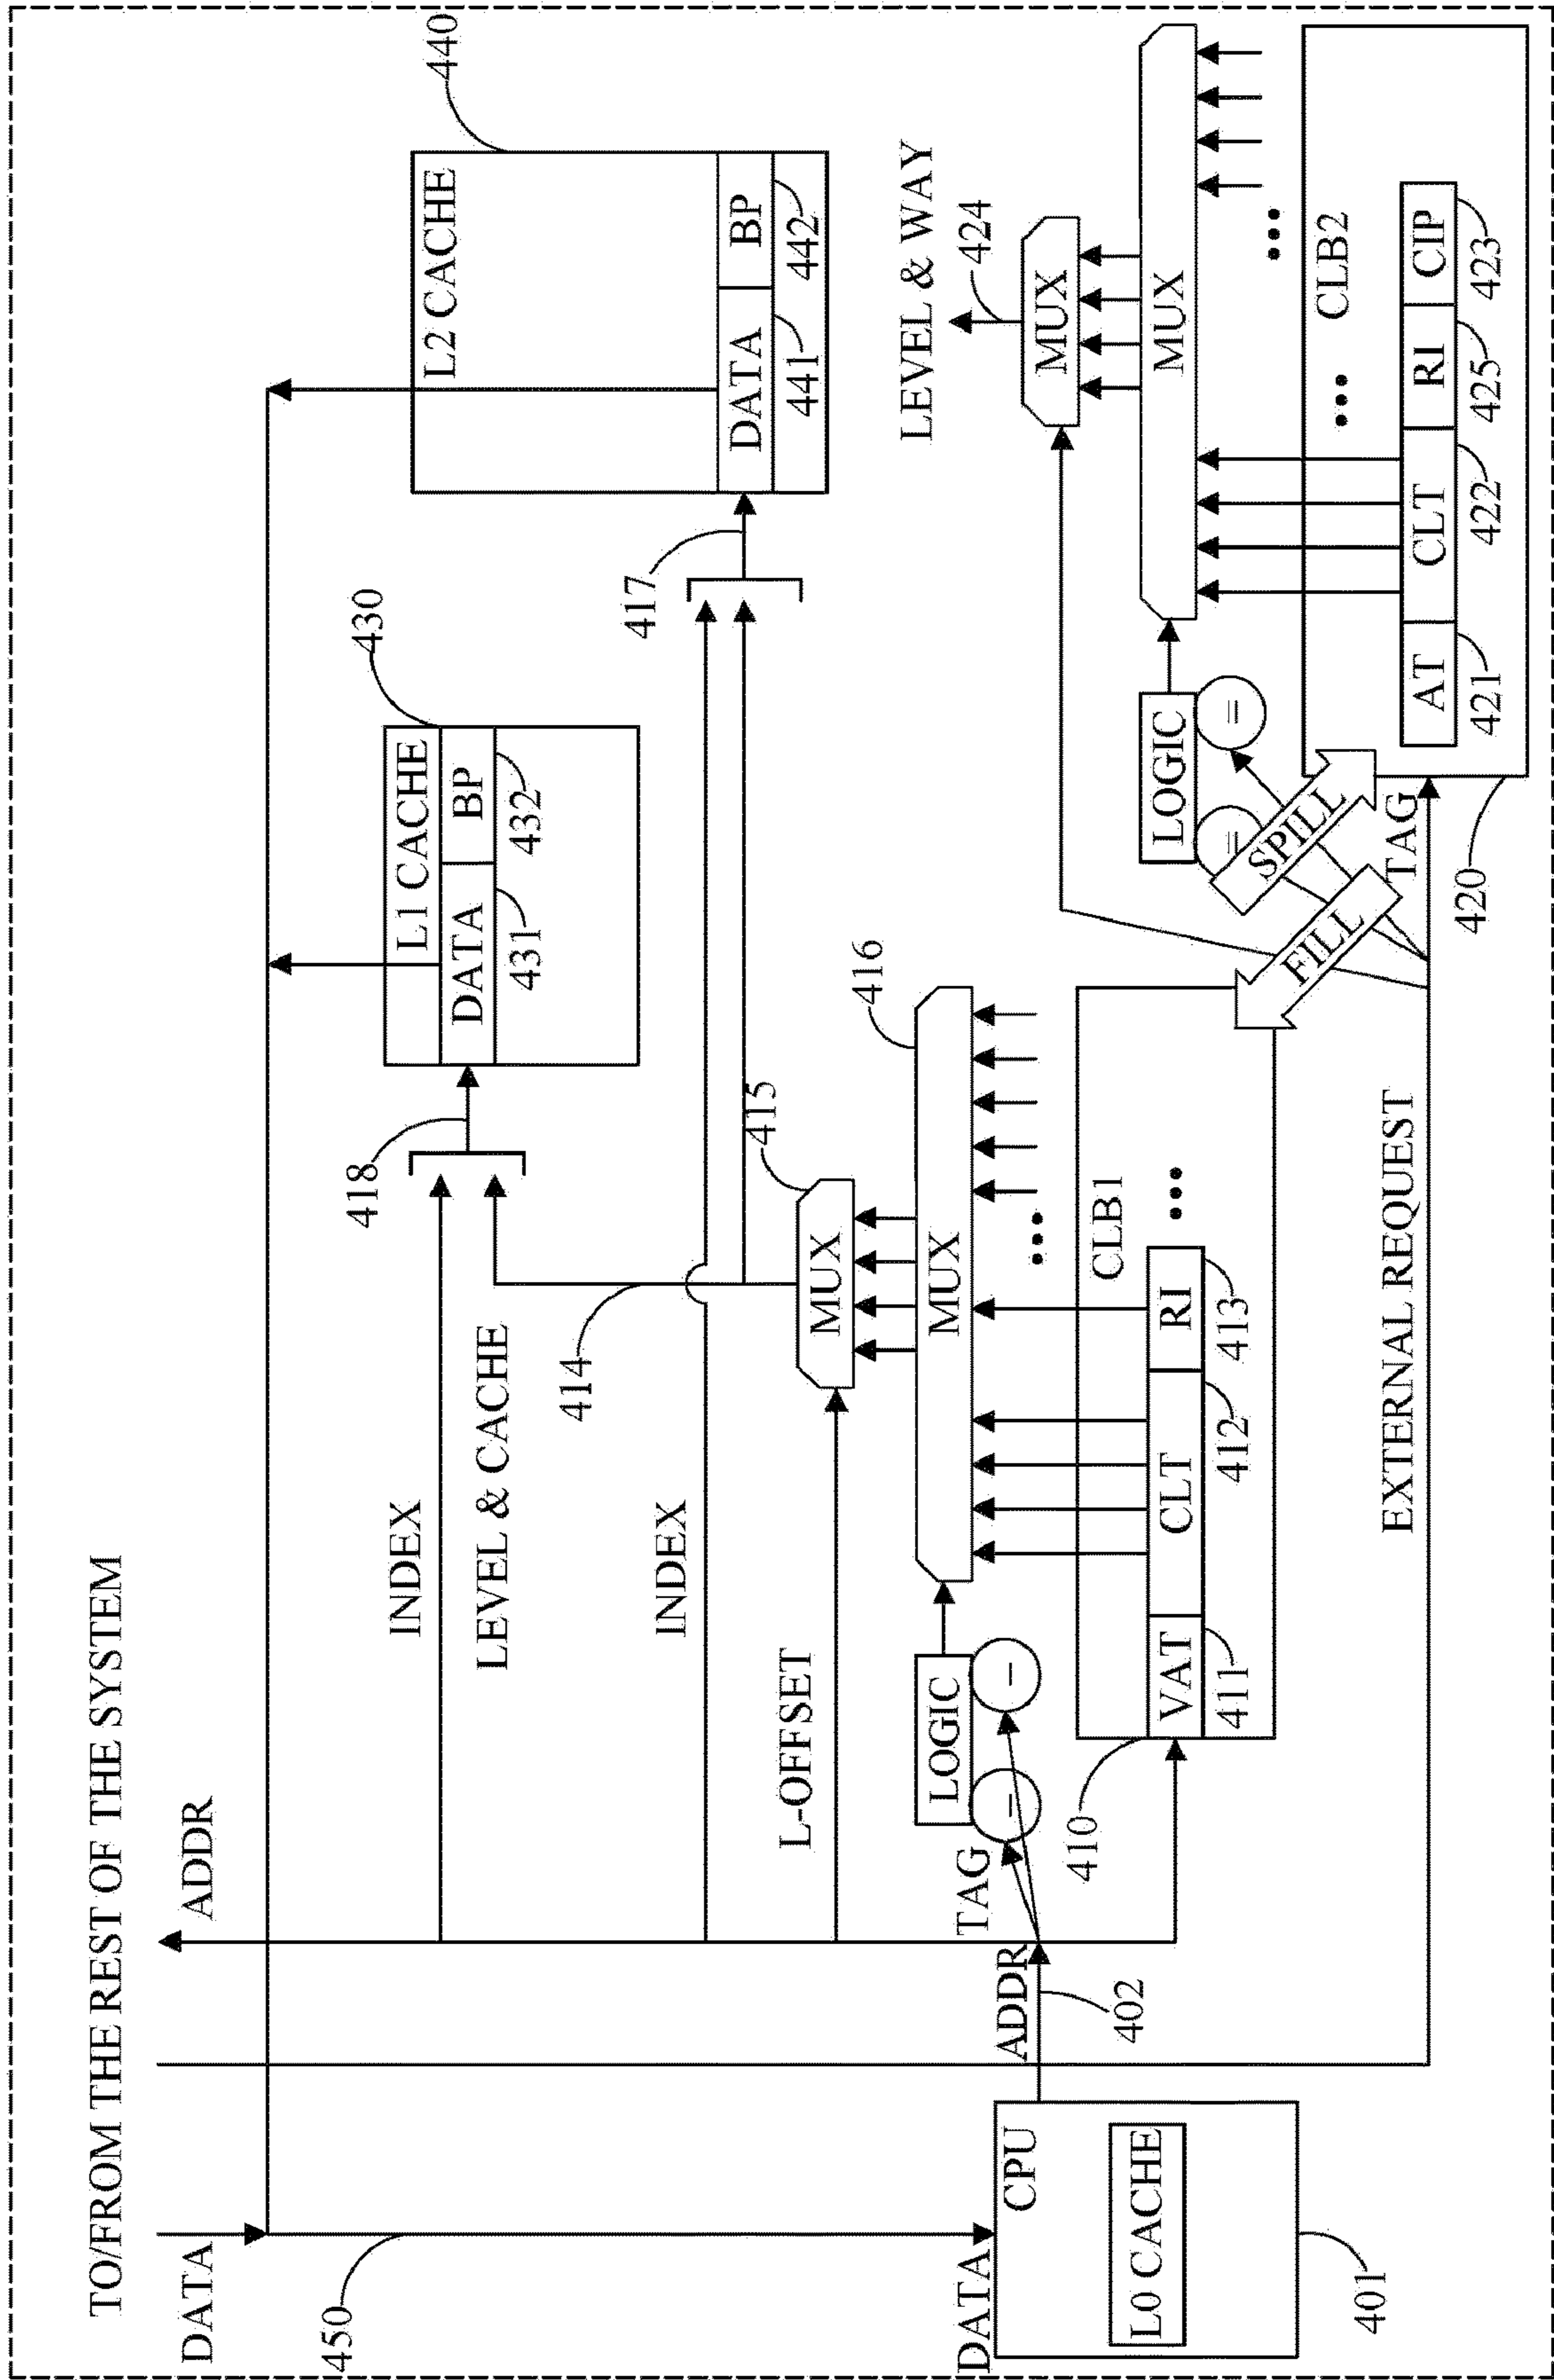 TO/FROM THE REST OF THE SYSTEM
DATA
ADDR
450
418
430
INDEX
L1 CACHE
L2 CACHE
440
DATA BP
431 432
LEVEL & CACHE
414
417
INDEX
DATA BP
441 442
415
L-OFFSET
MUX
416
LEVEL & WAY
424
LOGIC
MUX
TAG
= =
DATA
CPU
ADDR
402
MUX
410
CLB1
...
L0 CACHE
VAT CLT RI ...
411 412 413
LOGIC
MUX
= =
...
SPILL
FILL
CLB2
...
401
EXTERNAL REQUEST
TAG
AT CLT RI CIP
420
421 422 425 423